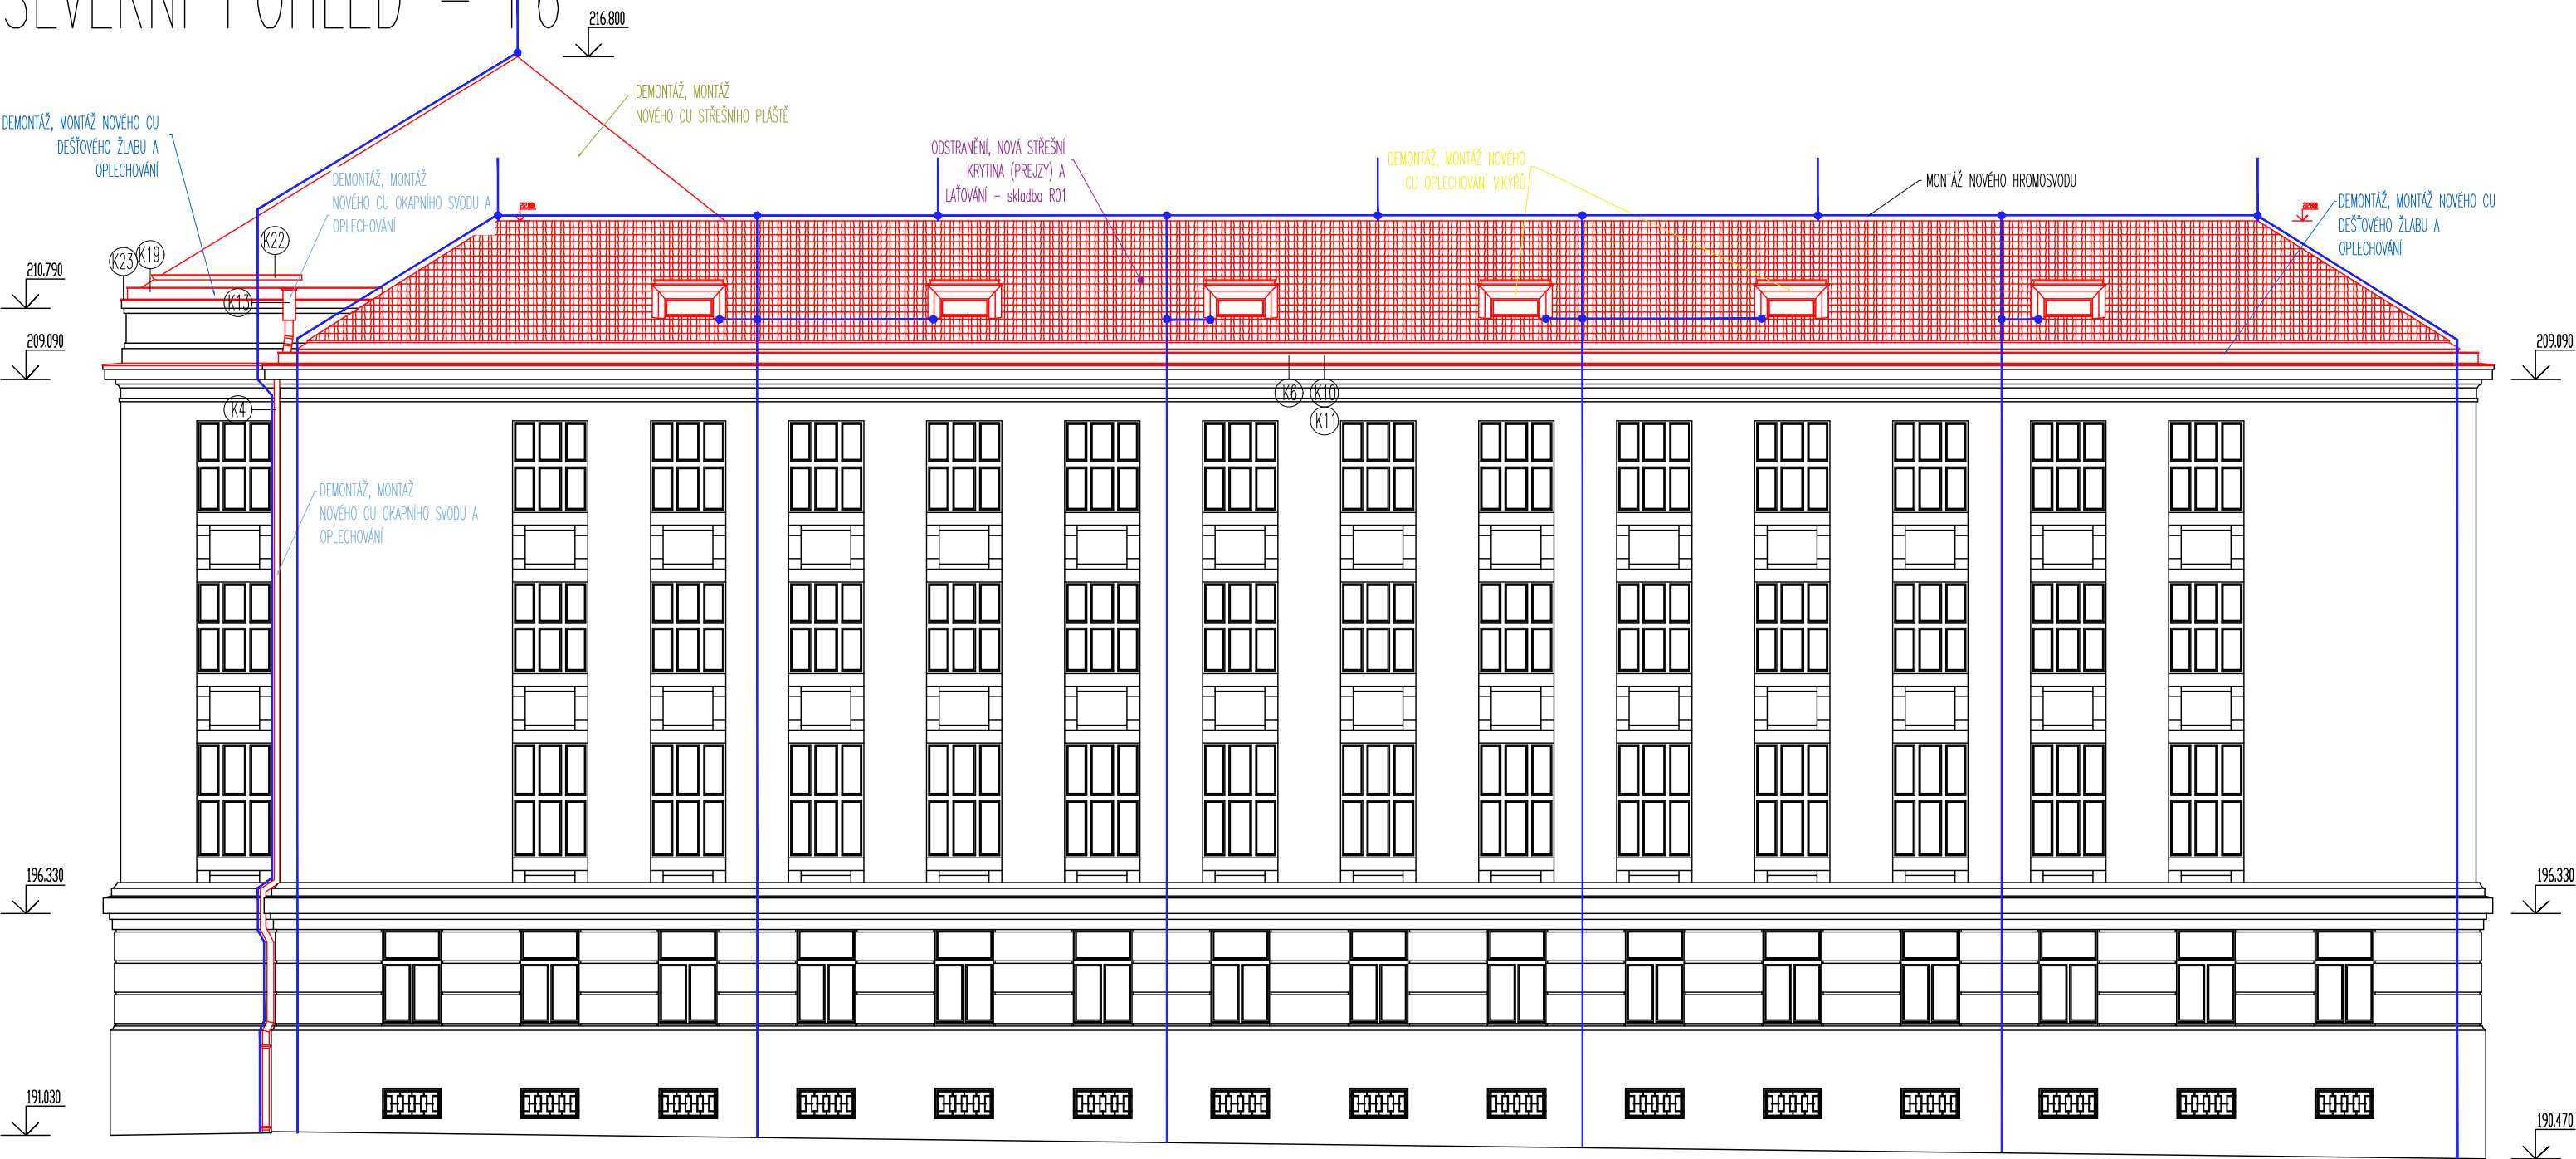 SEVERNÍ POHLED –
216.800
DEMONTÁŽ, MONTÁŽ
NOVÉHO CU STŘEŠNÍHO PLÁŠTĚ
DEMONTÁŽ, MONTÁŽ NOVÉHO CU
DEŠŤOVÉHO ŽLABU A
OPLECHOVÁNÍ
DEMONTÁŽ, MONTÁŽ
NOVÉHO CU OKAPNÍHO SVODU A
OPLECHOVÁNÍ
ODSTRANĚNÍ, NOVÁ STŘEŠNÍ
KRYTINA (PREJZY) A
LAŤOVÁNÍ – skladba R01
DEMONTÁŽ, MONTÁŽ NOVÉHO
CU OPLECHOVÁNÍ VIKÝŘŮ
MONTÁŽ NOVÉHO HROMOSVODU
DEMONTÁŽ, MONTÁŽ NOVÉHO CU
DEŠŤOVÉHO ŽLABU A
OPLECHOVÁNÍ
K23
K19
K22
K13
210.790
209.090
209.090
K4
K6
K10
K11
DEMONTÁŽ, MONTÁŽ
NOVÉHO CU OKAPNÍHO SVODU A
OPLECHOVÁNÍ
196.330
196.330
191.030
190.470